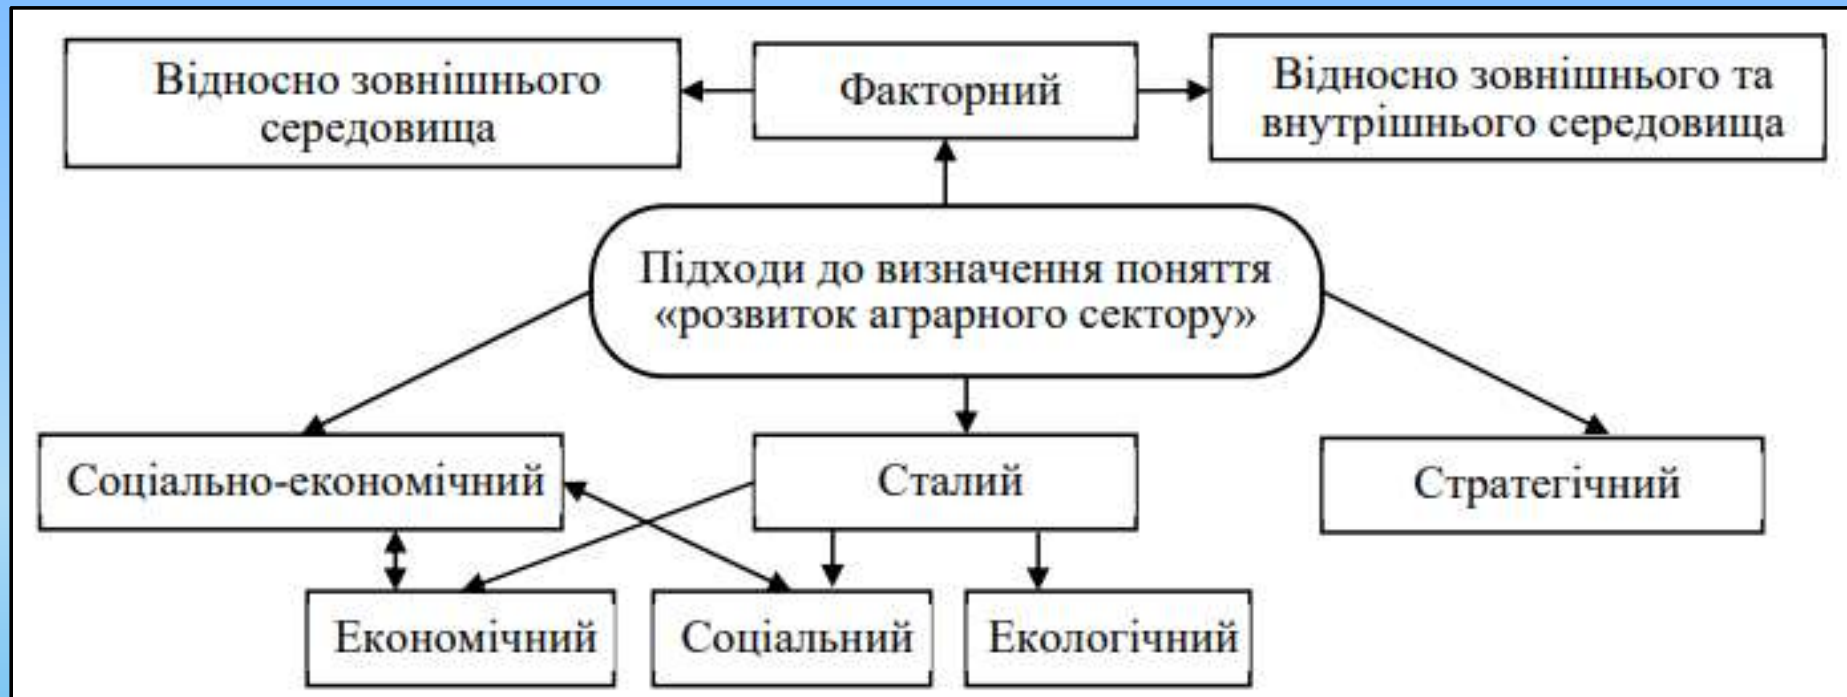 Відносно зовнішнього
середовища
Факторний
Відносно зовнішнього та
внутрішнього середовища
Підходи до визначення поняття
«розвиток аграрного сектору»
Соціально-економічний
Сталий
Стратегічний
Економічний
Соціальний
Екологічний